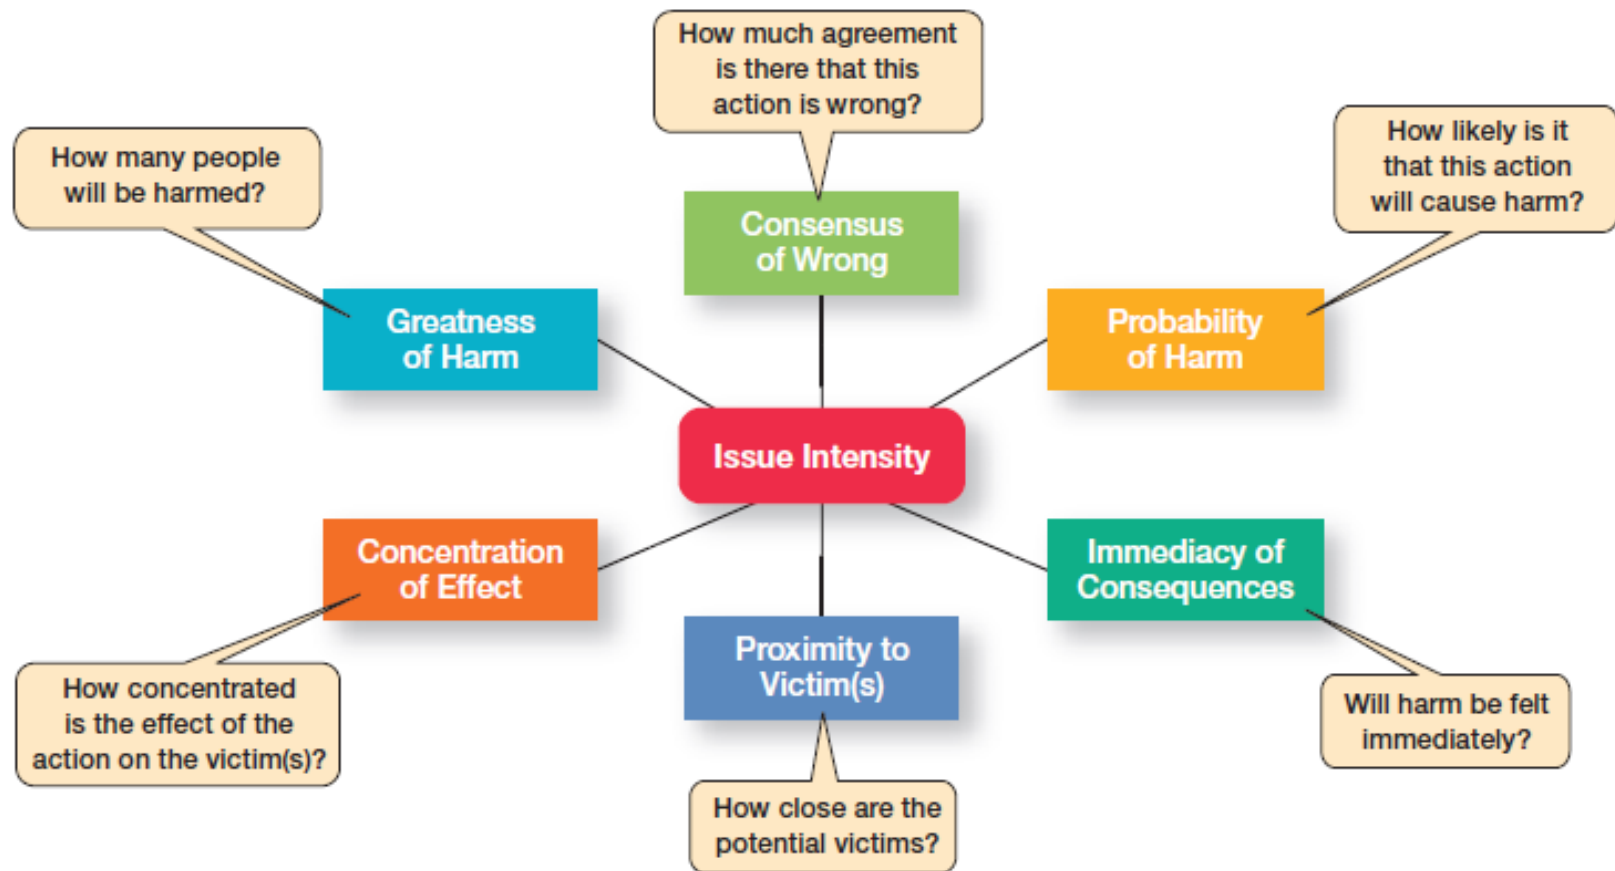 How much agreement
is there that this
action is wrong?
How many people
will be harmed?
How likely is it
that this action
will cause harm?
Consensus
of Wrong
Greatness
of Harm
Probability
of Harm
Issue Intensity
Concentration
of Effect
Immediacy of
Consequences
Proximity to
Victim(s)
How concentrated
is the effect of the
action on the victim(s)?
Will harm be felt
immediately?
How close are the
potential victims?